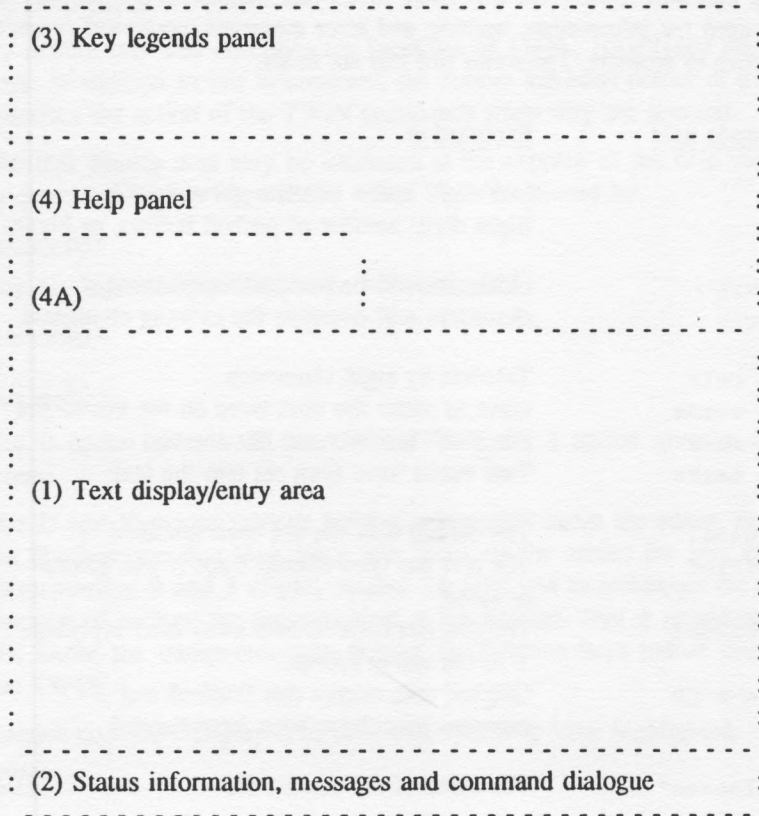 (3) Key legends panel
(4) Help panel
(4A)
(1) Text display/entry area
(2) Status information, messages and command dialogue